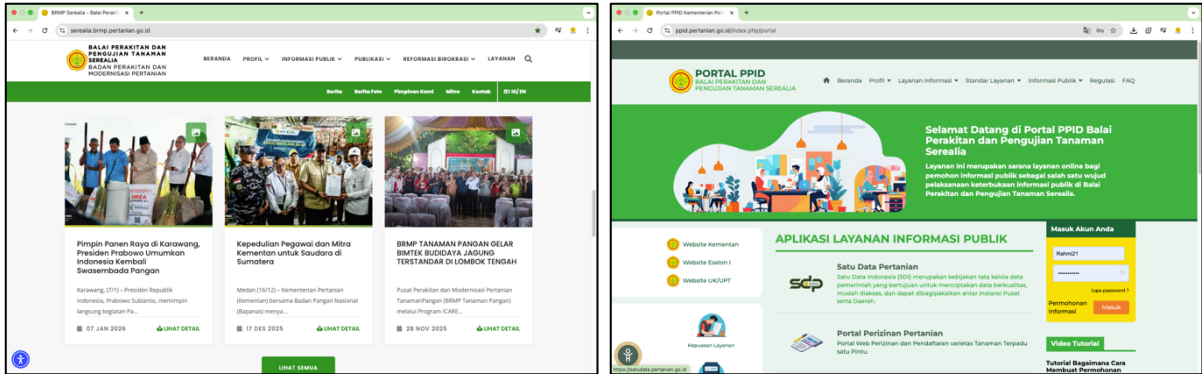 BRMP Serealia - Balai Perakit
serealia.brmp.pertanian.go.id
BALAI PERAKITAN DAN
PENGUJIAN TANAMAN
SEREALIA
BADAN PERAKITAN DAN
MODERNISASI PERTANIAN
BERANDA PROFIL INFORMASI PUBLIK PUBLIKASI REFORMASI BIROKRASI LAYANAN
Berita Berita Foto Pimpinan Kami Mitra Kontak ID/EN
UREA
Pimpin Panen Raya di Karawang,
Presiden Prabowo Umumkan
Indonesia Kembali
Swasembada Pangan
Karawang, (7/1) – Presiden Republik
Indonesia, Prabowo Subianto, memimpin
langsung kegiatan Pa...
07 JAN 2026 LIHAT DETAIL
Kepedulian Pegawai dan Mitra
Kementan untuk Saudara di
Sumatera
Medan (16/12) – Kementerian Pertanian
(Kementan) bersama Badan Pangan Nasional
(Bapanas) menya...
17 DES 2025 LIHAT DETAIL
BRMP TANAMAN PANGAN GELAR
BIMTEK BUDIDAYA JAGUNG
TERSTANDAR DI LOMBOK TENGAH
Pusat Perakitan dan Modernisasi Pertanian
TanamanPangan (BRMP Tanaman Pangan)
melalui Program ICARE...
28 NOV 2025 LIHAT DETAIL
LIHAT SEMUA
Portal PPID Kementerian Per
ppid.pertanian.go.id/index.php/portal
PORTAL PPID
BALAI PERAKITAN DAN
PENGUJIAN TANAMAN SEREALIA
Beranda Profil Layanan Informasi Standar Layanan Informasi Publik Regulasi FAQ
Selamat Datang di Portal PPID Balai
Perakitan dan Pengujian Tanaman
Serealia
Layanan ini merupakan sarana layanan online bagi
pemohon informasi publik sebagai salah satu wujud
pelaksanaan keterbukaan informasi publik di Balai
Perakitan dan Pengujian Tanaman Serealia.
Website Kementan
Website Eselon I
Website UK/UPT
Kepuasan Layanan
APLIKASI LAYANAN INFORMASI PUBLIK
Satu Data Pertanian
Satu Data Indonesia (SDI) merupakan kebijakan tata kelola data
pemerintah yang bertujuan untuk menciptakan data berkualitas,
mudah diakses, dan dapat dibagipakaikan antar Instansi Pusat
serta Daerah.
Portal Perizinan Pertanian
Portal Web Perizinan dan Pendaftaran varietas Tanaman Terpadu
satu Pintu.
Masuk Akun Anda
Rahmi21
lupa password ?
Permohonan
Informasi
Masuk
Video Tutorial
Tutorial Bagaimana Cara
Membuat Permohonan
https://satudata.pertanian.go.id